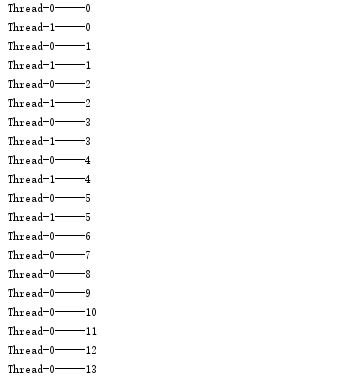 Thread-0-----0
Thread-1-----0
Thread-0-----1
Thread-1-----1
Thread-0-----2
Thread-1-----2
Thread-0-----3
Thread-1-----3
Thread-0-----4
Thread-1-----4
Thread-0-----5
Thread-1-----5
Thread-0-----6
Thread-0-----7
Thread-0-----8
Thread-0-----9
Thread-0-----10
Thread-0-----11
Thread-0-----12
Thread-0-----13